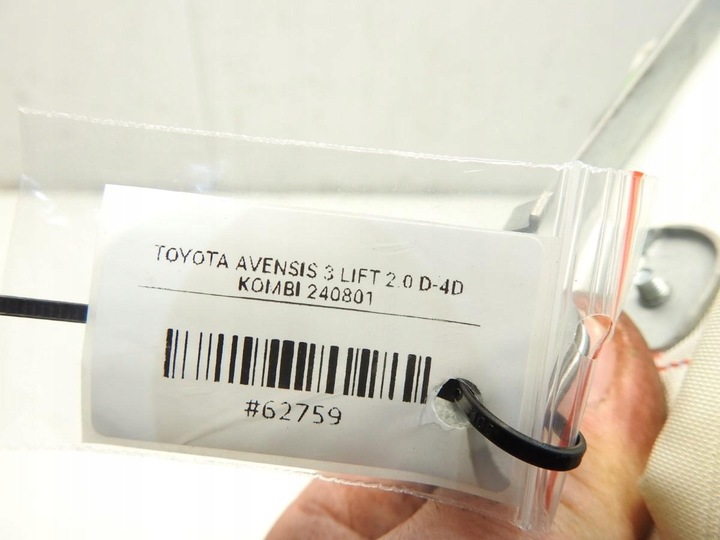 TOYOTA AVENSIS 3 LIFT 2.0 D-4D
KOMBI 240801
#62759